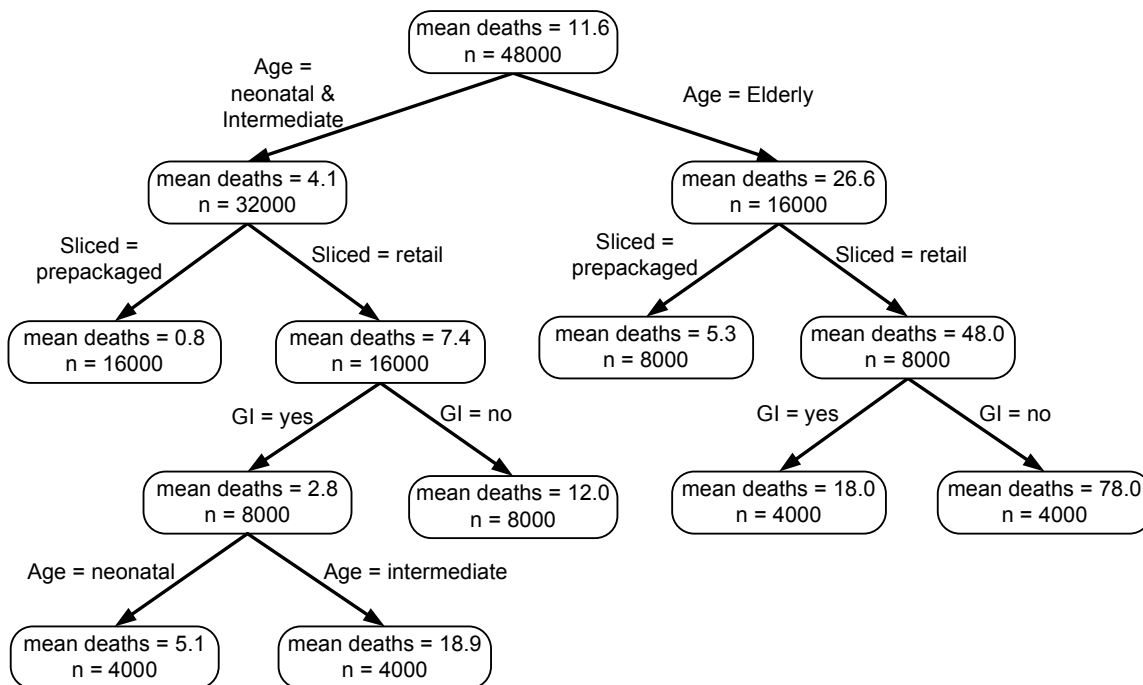 mean deaths = 11.6
n = 48000
Age =
neonatal &
Intermediate
Age = Elderly
mean deaths = 4.1
n = 32000
mean deaths = 26.6
n = 16000
Sliced =
prepackaged
Sliced = retail
Sliced =
prepackaged
Sliced = retail
mean deaths = 0.8
n = 16000
mean deaths = 7.4
n = 16000
mean deaths = 5.3
n = 8000
mean deaths = 48.0
n = 8000
GI = yes
GI = no
GI = yes
GI = no
mean deaths = 2.8
n = 8000
mean deaths = 12.0
n = 8000
mean deaths = 18.0
n = 4000
mean deaths = 78.0
n = 4000
Age = neonatal
Age = intermediate
mean deaths = 5.1
n = 4000
mean deaths = 18.9
n = 4000